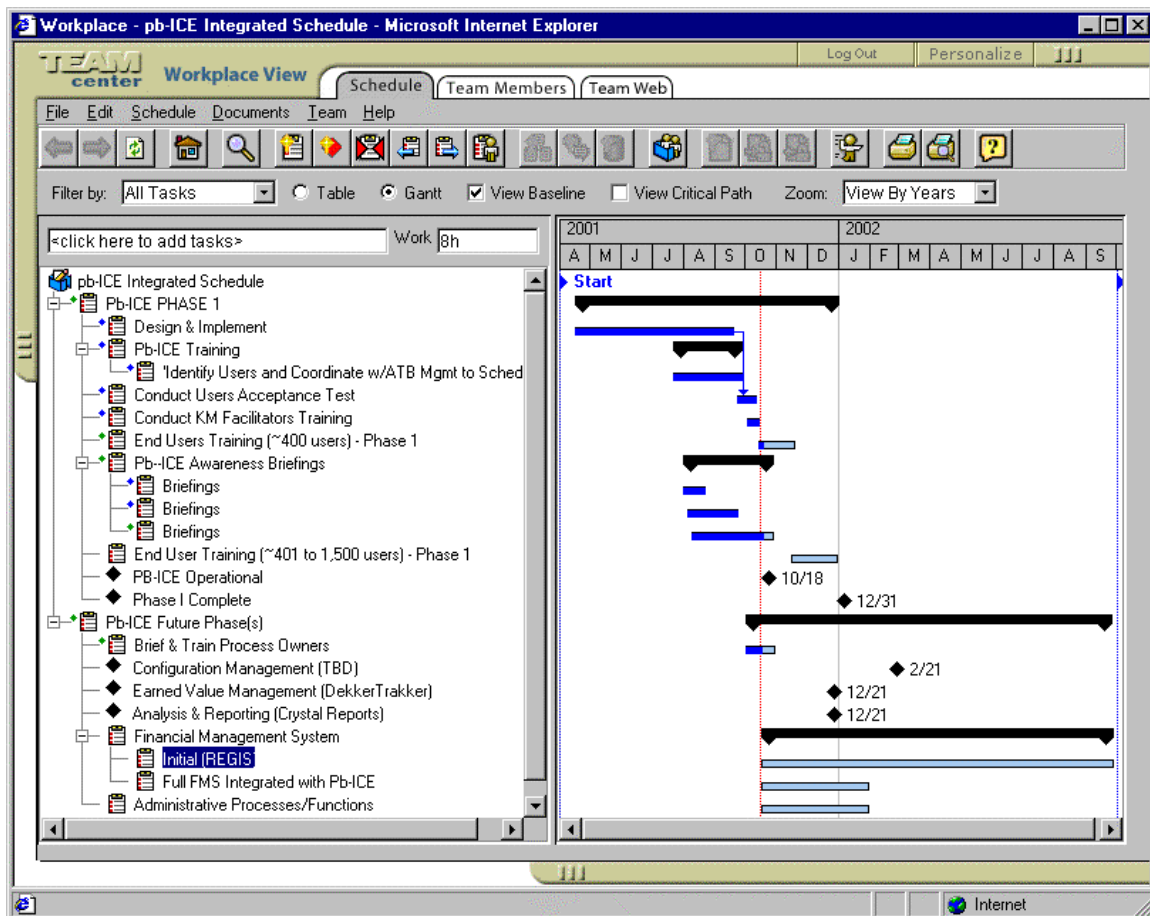 Workplace - pb-ICE Integrated Schedule - Microsoft Internet Explorer
Log Out Personalize
TEAM center Workplace View Schedule Team Members Team Web
File Edit Schedule Documents Team Help
Filter by: All Tasks Table Gantt View Baseline View Critical Path Zoom: View By Years
<click here to add tasks> Work 8h
2001 2002
A M J J A S O N D J F M A M J J A S
pb-ICE Integrated Schedule Start
Pb-ICE PHASE 1
Design & Implement
Pb-ICE Training
'Identify Users and Coordinate w/ATB Mgmt to Sched
Conduct Users Acceptance Test
Conduct KM Facilitators Training
End Users Training (~400 users) - Phase 1
Pb--ICE Awareness Briefings
Briefings
Briefings
Briefings
End User Training (~401 to 1,500 users) - Phase 1
PB-ICE Operational 10/18
Phase I Complete 12/31
Pb-ICE Future Phase(s)
Brief & Train Process Owners
Configuration Management (TBD) 2/21
Earned Value Management (DekkerTrakker) 12/21
Analysis & Reporting (Crystal Reports) 12/21
Financial Management System
Initial (REGIS
Full FMS Integrated with Pb-ICE
Administrative Processes/Functions
Internet